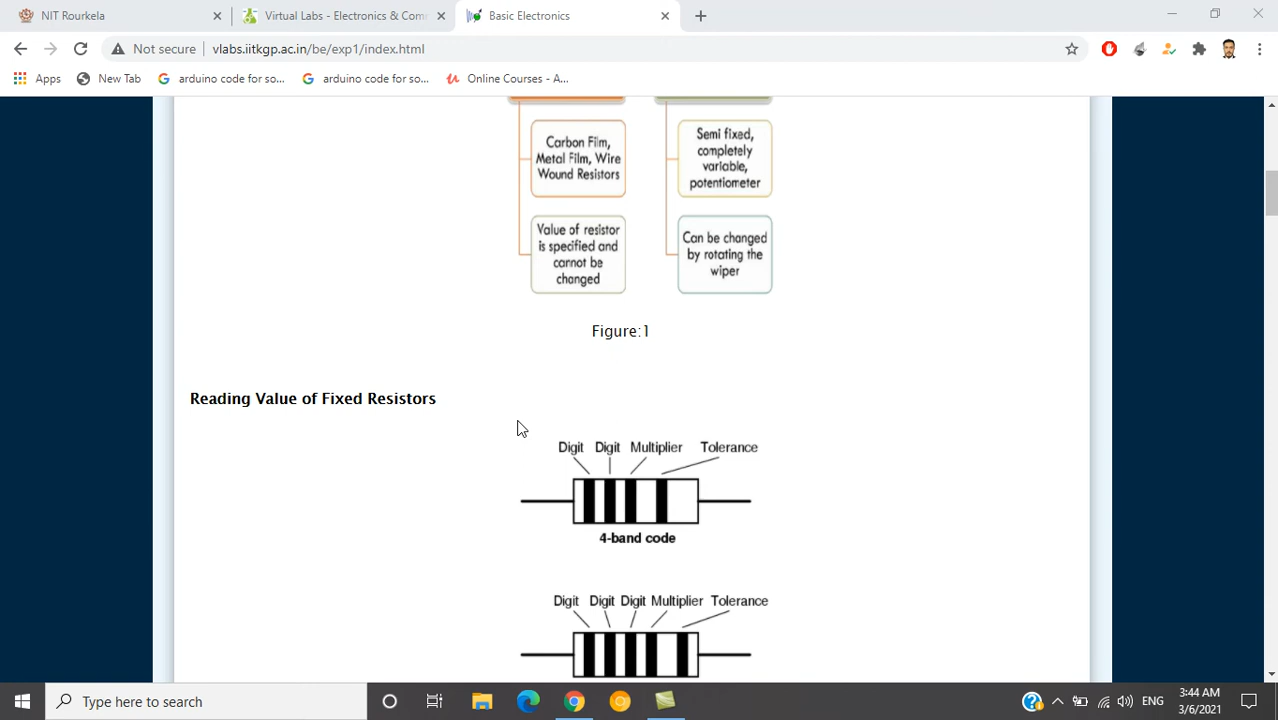 NIT Rourkela
Virtual Labs - Electronics & Comm
Basic Electronics
Not secure
vlabs.iitkgp.ac.in/be/exp1/index.html
Apps
New Tab
arduino code for so...
arduino code for so...
Online Courses - A...
Carbon Film,
Metal Film, Wire
Wound Resistors
Semi fixed,
completely
variable,
potentiometer
Value of resistor
is specified and
cannot be
changed
Can be changed
by rotating the
wiper
Figure:1
Reading Value of Fixed Resistors
Digit Digit Multiplier Tolerance
4-band code
Digit Digit Digit Multiplier Tolerance
Type here to search
ENG
3:44 AM
3/6/2021